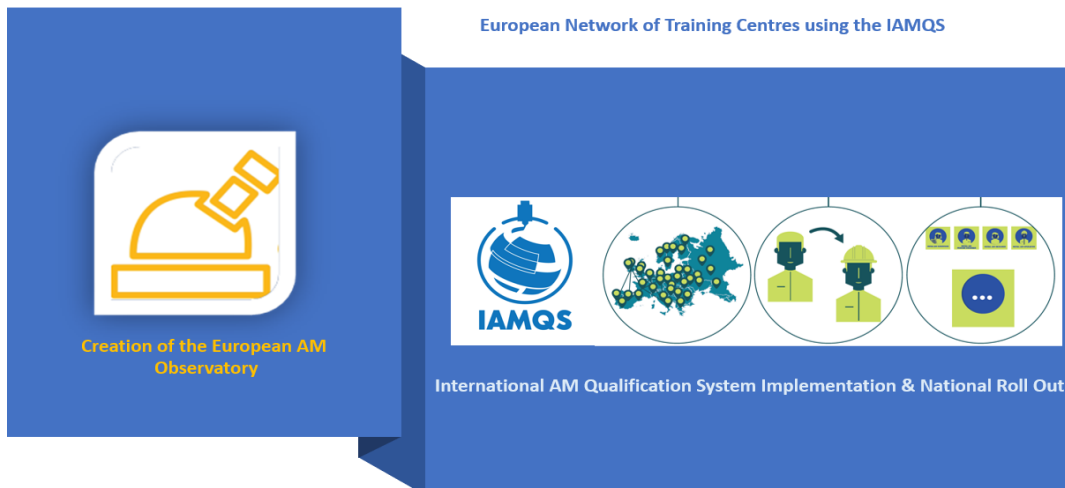 European Network of Training Centres using the IAMQS
Creation of the European AM
Observatory
IAMQS
...
International AM Qualification System Implementation & National Roll Out